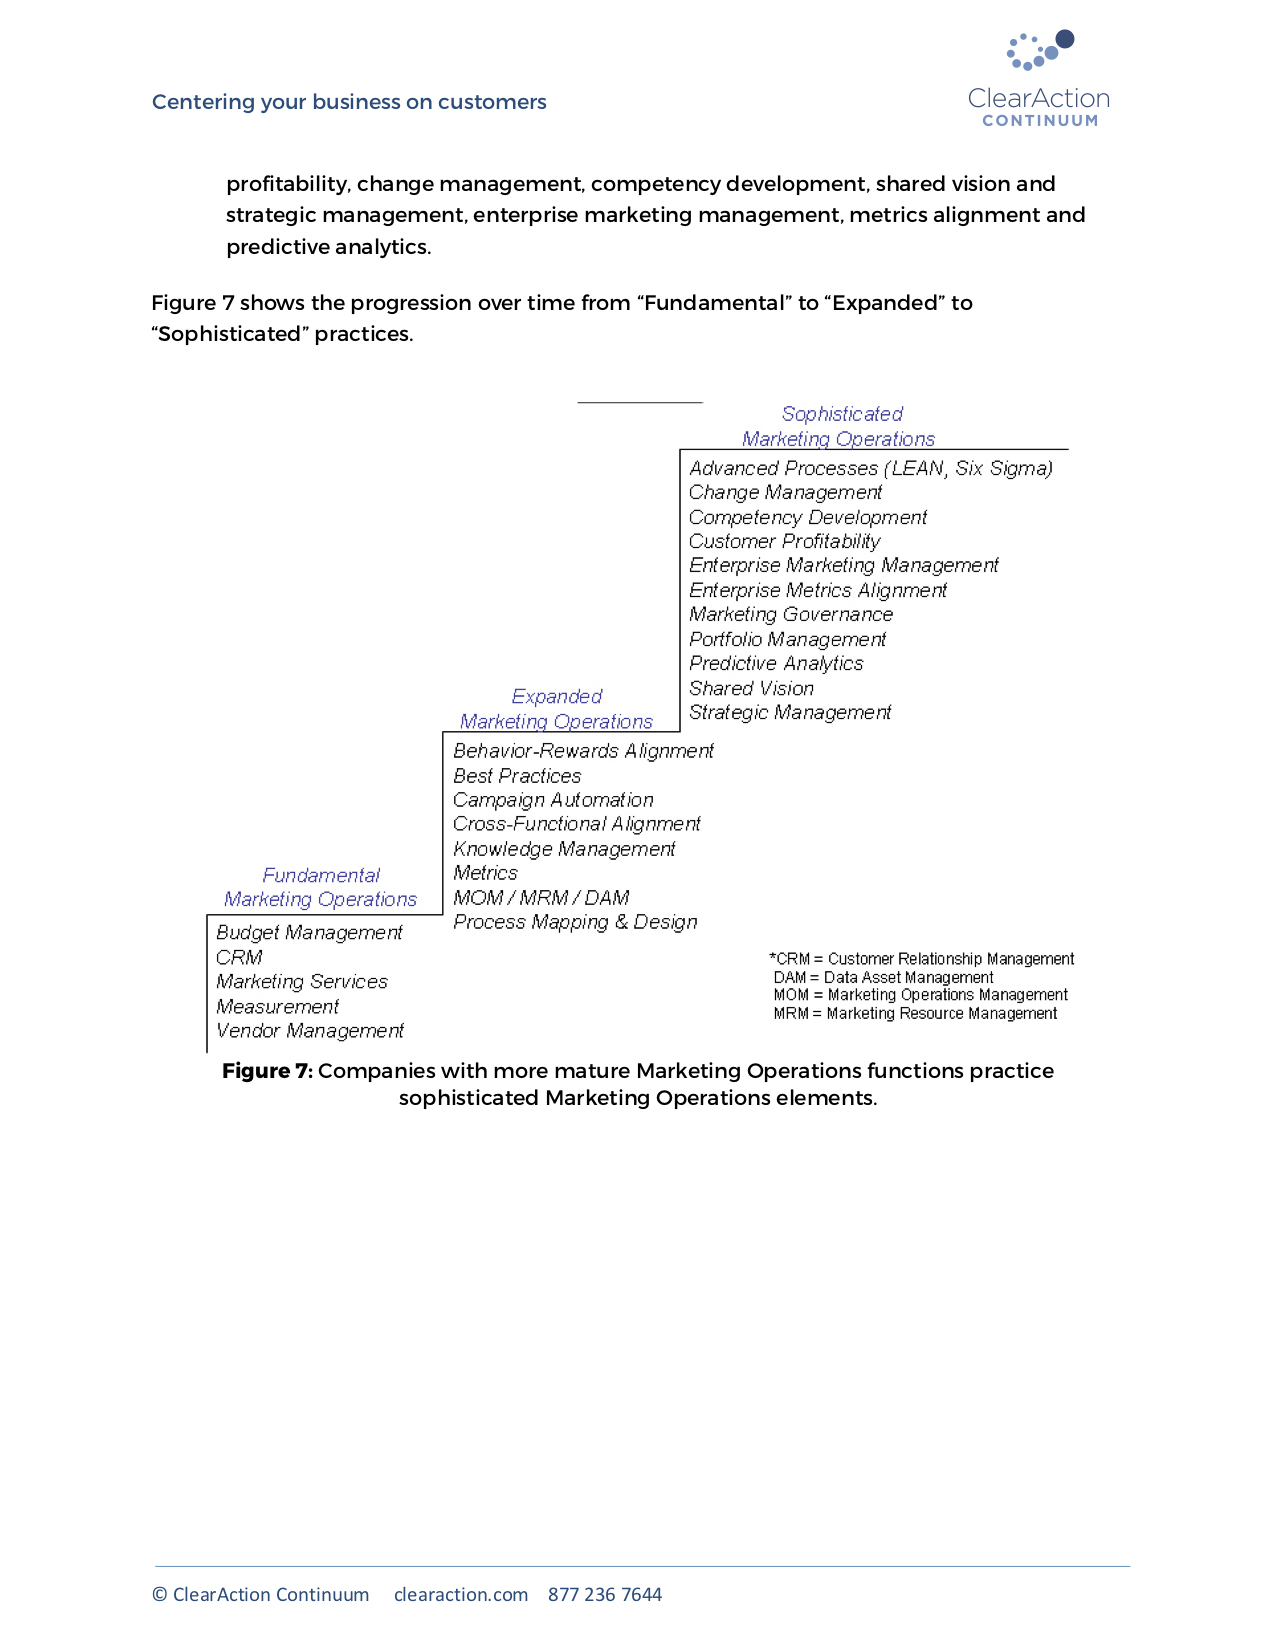 Centering your business on customers
ClearAction
CONTINUUM
profitability, change management, competency development, shared vision and
strategic management, enterprise marketing management, metrics alignment and
predictive analytics.
Figure 7 shows the progression over time from “Fundamental” to “Expanded” to
“Sophisticated” practices.
Sophisticated
Marketing Operations
Advanced Processes (LEAN, Six Sigma)
Change Management
Competency Development
Customer Profitability
Enterprise Marketing Management
Enterprise Metrics Alignment
Marketing Governance
Portfolio Management
Predictive Analytics
Shared Vision
Strategic Management
Expanded
Marketing Operations
Behavior-Rewards Alignment
Best Practices
Campaign Automation
Cross-Functional Alignment
Knowledge Management
Metrics
MOM / MRM / DAM
Process Mapping & Design
Fundamental
Marketing Operations
Budget Management
CRM
Marketing Services
Measurement
Vendor Management
*CRM = Customer Relationship Management
DAM = Data Asset Management
MOM = Marketing Operations Management
MRM = Marketing Resource Management
Figure 7: Companies with more mature Marketing Operations functions practice
sophisticated Marketing Operations elements.
© ClearAction Continuum clearaction.com 877 236 7644